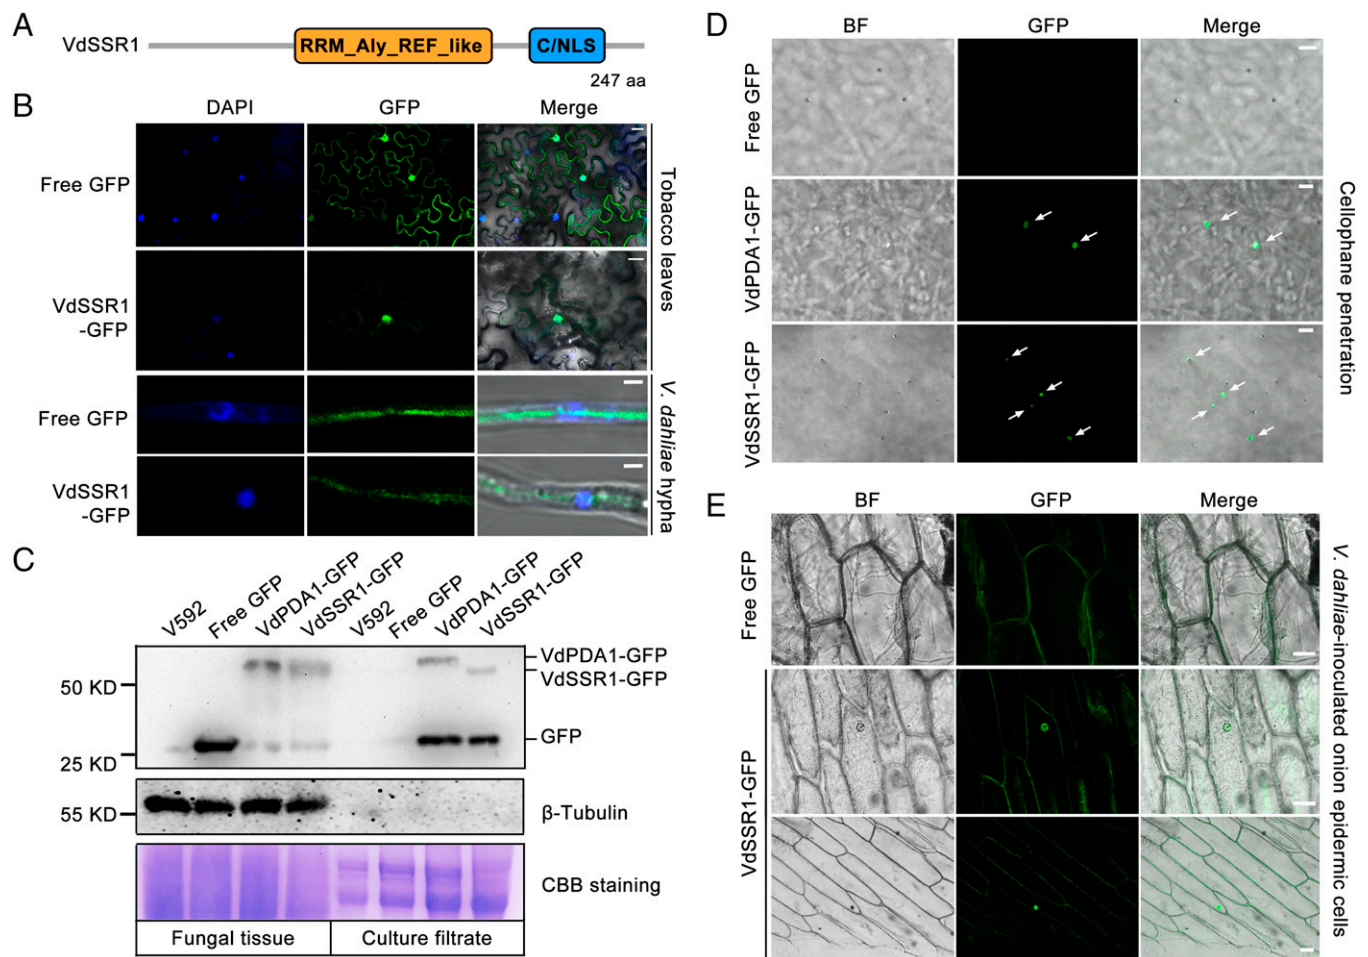 A
VdSSR1
RRM_Aly_REF_like
C/NLS
247 aa
B
DAPI
GFP
Merge
Free GFP
VdSSR1
-GFP
Tobacco leaves
Free GFP
VdSSR1
-GFP
V. dahliae hypha
C
V592
Free GFP
VdPDA1-GFP
VdSSR1-GFP
V592
Free GFP
VdPDA1-GFP
VdSSR1-GFP
VdPDA1-GFP
50 KD
VdSSR1-GFP
GFP
25 KD
55 KD
β-Tubulin
CBB staining
Fungal tissue
Culture filtrate
D
BF
GFP
Merge
Free GFP
VdPDA1-GFP
VdSSR1-GFP
Cellophane penetration
E
BF
GFP
Merge
Free GFP
VdSSR1-GFP
V. dahliae-inoculated onion epidermic cells